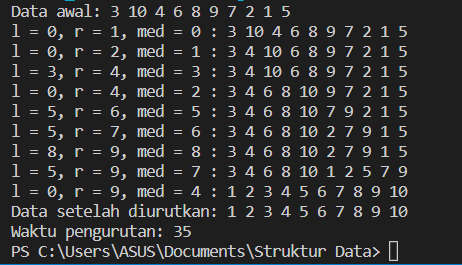 Data awal: 3 10 4 6 8 9 7 2 1 5
l = 0, r = 1, med = 0 : 3 10 4 6 8 9 7 2 1 5
l = 0, r = 2, med = 1 : 3 4 10 6 8 9 7 2 1 5
l = 3, r = 4, med = 3 : 3 4 10 6 8 9 7 2 1 5
l = 0, r = 4, med = 2 : 3 4 6 8 10 9 7 2 1 5
l = 5, r = 6, med = 5 : 3 4 6 8 10 7 9 2 1 5
l = 5, r = 7, med = 6 : 3 4 6 8 10 2 7 9 1 5
l = 8, r = 9, med = 8 : 3 4 6 8 10 2 7 9 1 5
l = 5, r = 9, med = 7 : 3 4 6 8 10 1 2 5 7 9
l = 0, r = 9, med = 4 : 1 2 3 4 5 6 7 8 9 10
Data setelah diurutkan: 1 2 3 4 5 6 7 8 9 10
Waktu pengurutan: 35
PS C:\Users\ASUS\Documents\Struktur Data>